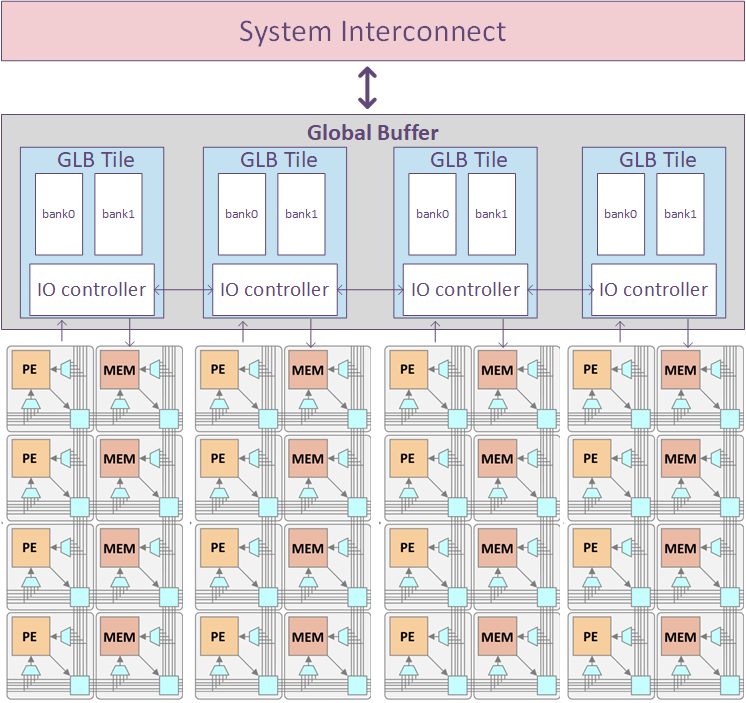 System Interconnect
Global Buffer
GLB Tile GLB Tile GLB Tile GLB Tile
bank0 bank1 bank0 bank1 bank0 bank1 bank0 bank1
IO controller IO controller IO controller IO controller
PE MEM PE MEM PE MEM PE MEM
PE MEM PE MEM PE MEM PE MEM
PE MEM PE MEM PE MEM PE MEM
PE MEM PE MEM PE MEM PE MEM